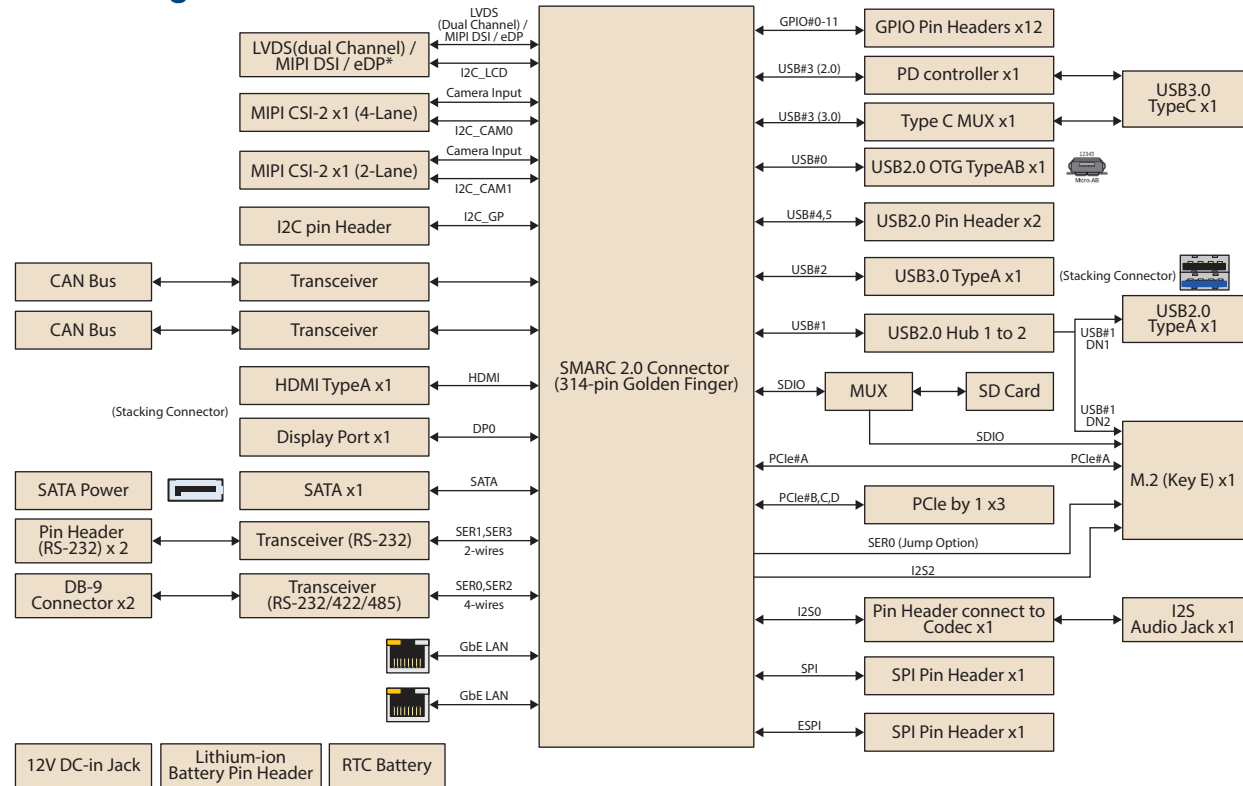 LVDS
(Dual Channel) /
MIPI DSI / eDP
LVDS(dual Channel) /
MIPI DSI / eDP*
I2C_LCD
Camera Input
MIPI CSI-2 x1 (4-Lane)
I2C_CAM0
Camera Input
MIPI CSI-2 x1 (2-Lane)
I2C_CAM1
I2C pin Header
I2C_GP
CAN Bus
Transceiver
CAN Bus
Transceiver
HDMI TypeA x1
HDMI
(Stacking Connector)
Display Port x1
DP0
SATA Power
SATA x1
SATA
Pin Header
(RS-232) x 2
Transceiver (RS-232)
SER1,SER3
2-wires
DB-9
Connector x2
Transceiver
(RS-232/422/485)
SER0,SER2
4-wires
GbE LAN
GbE LAN
12V DC-in Jack
Lithium-ion
Battery Pin Header
RTC Battery
SMARC 2.0 Connector
(314-pin Golden Finger)
GPIO#0-11
GPIO Pin Headers x12
USB#3 (2.0)
PD controller x1
USB3.0
TypeC x1
USB#3 (3.0)
Type C MUX x1
USB#0
USB2.0 OTG TypeAB x1
12345
Micro-AB
USB#4,5
USB2.0 Pin Header x2
USB#2
USB3.0 TypeA x1
(Stacking Connector)
USB#1
USB2.0 Hub 1 to 2
USB#1
DN1
USB2.0
TypeA x1
SDIO
MUX
SD Card
USB#1
DN2
SDIO
PCIe#A
PCIe#A
M.2 (Key E) x1
PCIe#B,C,D
PCIe by 1 x3
SER0 (Jump Option)
I2S2
I2S0
Pin Header connect to
Codec x1
I2S
Audio Jack x1
SPI
SPI Pin Header x1
ESPI
SPI Pin Header x1